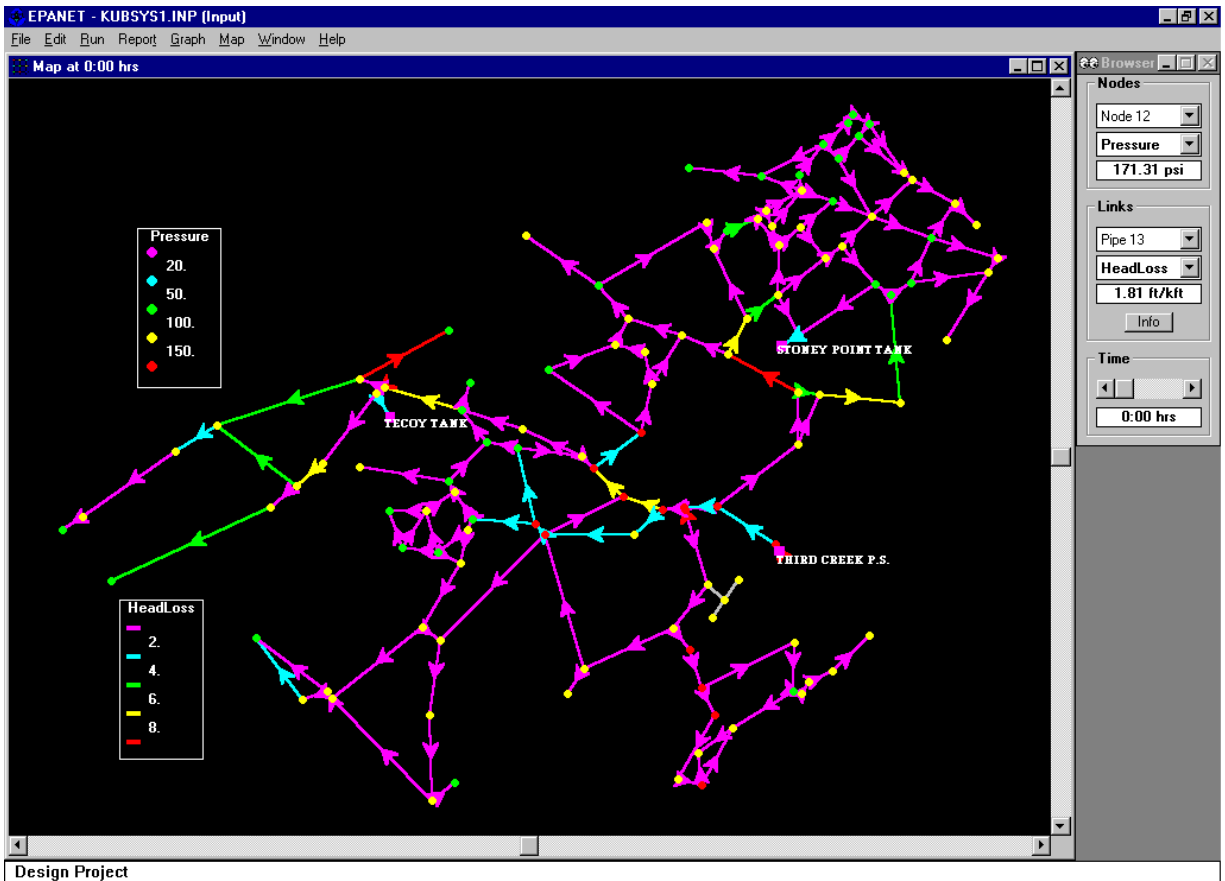 EPANET - KUBSYS1.INP (Input)
File Edit Run Report Graph Map Window Help
Map at 0:00 hrs
Pressure
20.
50.
100.
150.
HeadLoss
2.
4.
6.
8.
STONEY POINT TANK
TECOY TANK
THIRD CREEK P.S.
Browser
Nodes
Node 12
Pressure
171.31 psi
Links
Pipe 13
HeadLoss
1.81 ft/kft
Info
Time
0:00 hrs
Design Project